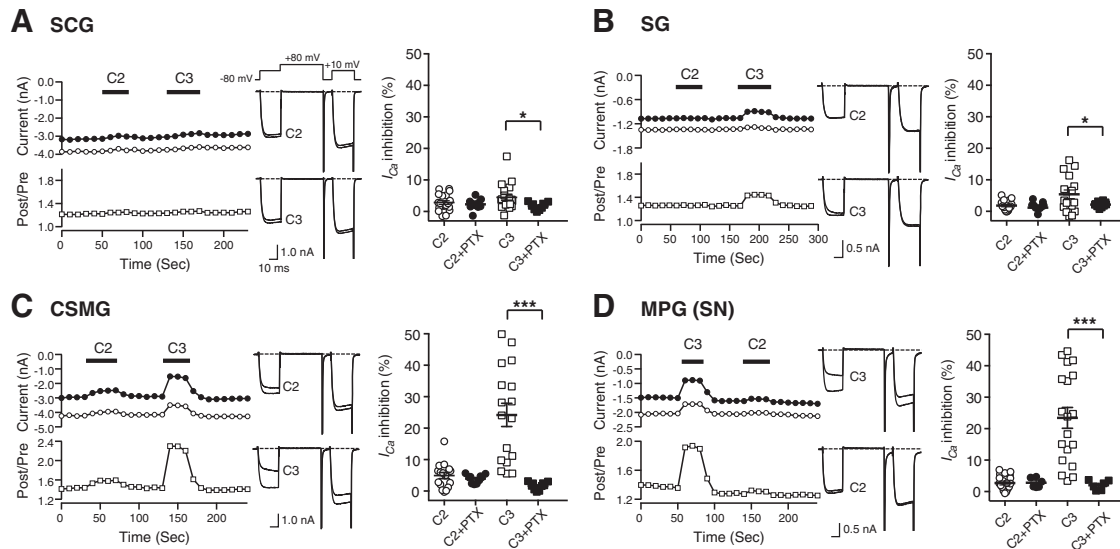 A SCG
C2 C3
Current (nA)
0.0
-1.0
-2.0
-3.0
-4.0
Post/Pre
1.8
1.4
1.0
0 50 100 150 200
Time (Sec)
-80 mV +80 mV +10 mV
C2
C3
1.0 nA
10 ms
I_Ca inhibition (%)
50
40
30
20
10
0
*
C2 C2+PTX C3 C3+PTX
B SG
C2 C3
Current (nA)
0.0
-0.6
-1.2
-1.8
Post/Pre
1.8
1.4
1.0
0 50 100 150 200 250 300
Time (Sec)
C2
C3
0.5 nA
I_Ca inhibition (%)
50
40
30
20
10
0
*
C2 C2+PTX C3 C3+PTX
C CSMG
C2 C3
Current (nA)
0.0
-1.0
-2.0
-3.0
-4.0
-5.0
Post/Pre
2.4
2.0
1.6
1.2
0 50 100 150 200
Time (Sec)
C2
C3
1.0 nA
I_Ca inhibition (%)
50
40
30
20
10
0
***
C2 C2+PTX C3 C3+PTX
D MPG (SN)
C3 C2
Current (nA)
0.0
-0.5
-1.0
-1.5
-2.0
-2.5
Post/Pre
2.0
1.8
1.6
1.4
1.2
0 50 100 150 200
Time (Sec)
C3
C2
0.5 nA
I_Ca inhibition (%)
50
40
30
20
10
0
***
C2 C2+PTX C3 C3+PTX